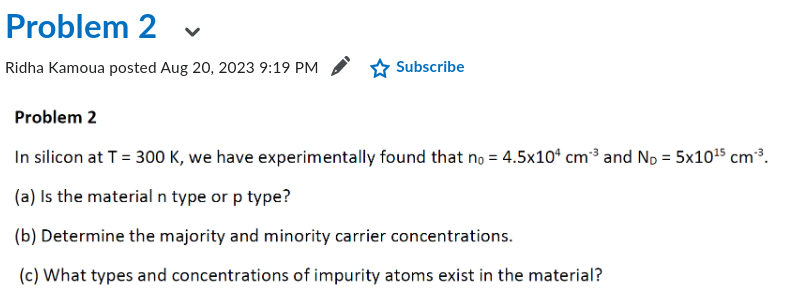 Problem 2
Ridha Kamoua posted Aug 20, 2023 9:19 PM Subscribe
Problem 2
In silicon at T = 300 K, we have experimentally found that n₀ = 4.5x10⁴ cm⁻³ and N_D = 5x10¹⁵ cm⁻³.
(a) Is the material n type or p type?
(b) Determine the majority and minority carrier concentrations.
(c) What types and concentrations of impurity atoms exist in the material?